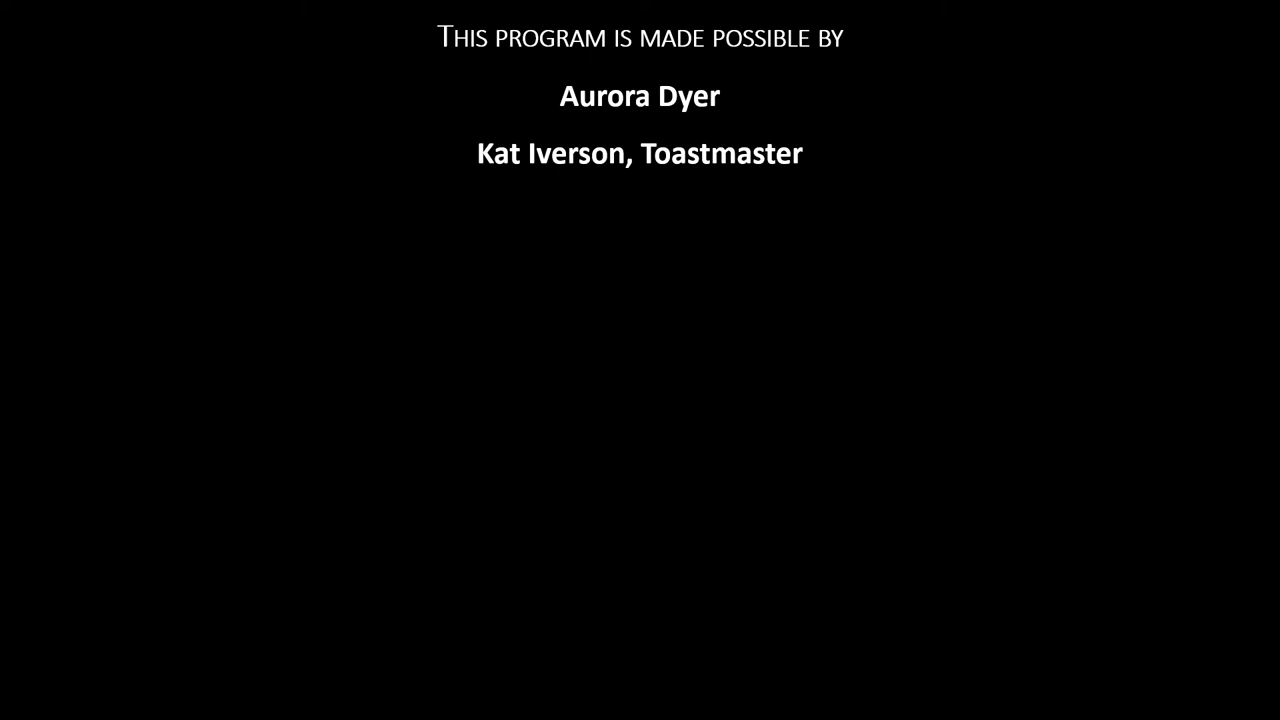 This program is made possible by
Aurora Dyer
Kat Iverson, Toastmaster